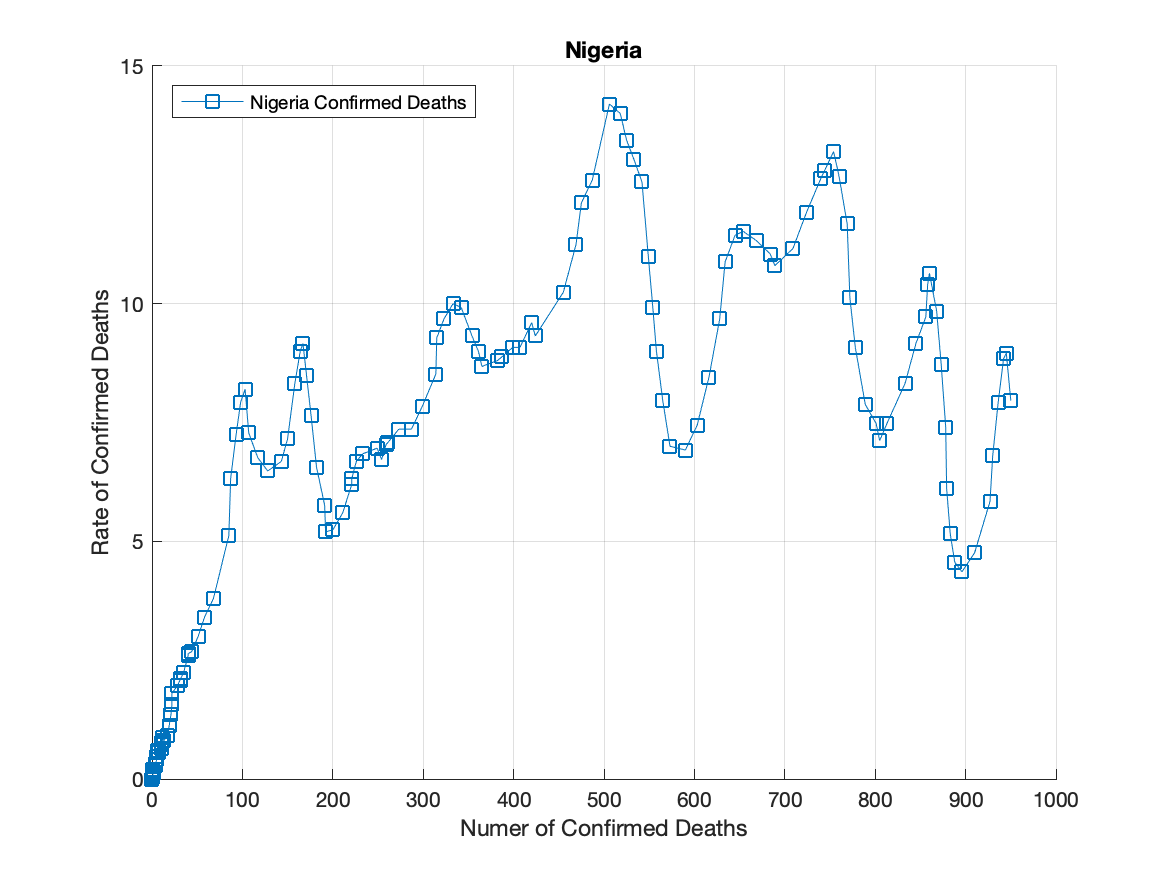 Nigeria
15
Nigeria Confirmed Deaths
10
5
0
Rate of Confirmed Deaths
0 100 200 300 400 500 600 700 800 900 1000
Numer of Confirmed Deaths